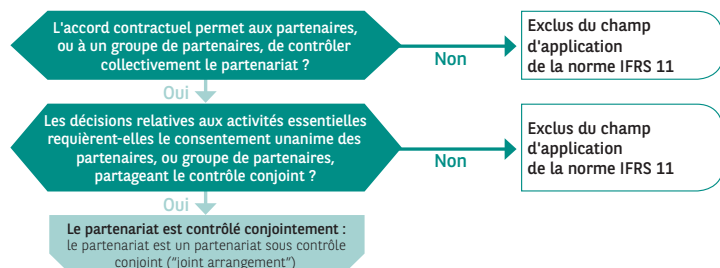 L'accord contractuel permet aux partenaires,
ou à un groupe de partenaires, de contrôler
collectivement le partenariat ?
Non
Exclus du champ
d'application
de la norme IFRS 11
Oui
Les décisions relatives aux activités essentielles
requièrent-elles le consentement unanime des
partenaires, ou groupe de partenaires,
partageant le contrôle conjoint ?
Non
Exclus du champ
d'application
de la norme IFRS 11
Oui
Le partenariat est contrôlé conjointement :
le partenariat est un partenariat sous contrôle
conjoint ("joint arrangement")